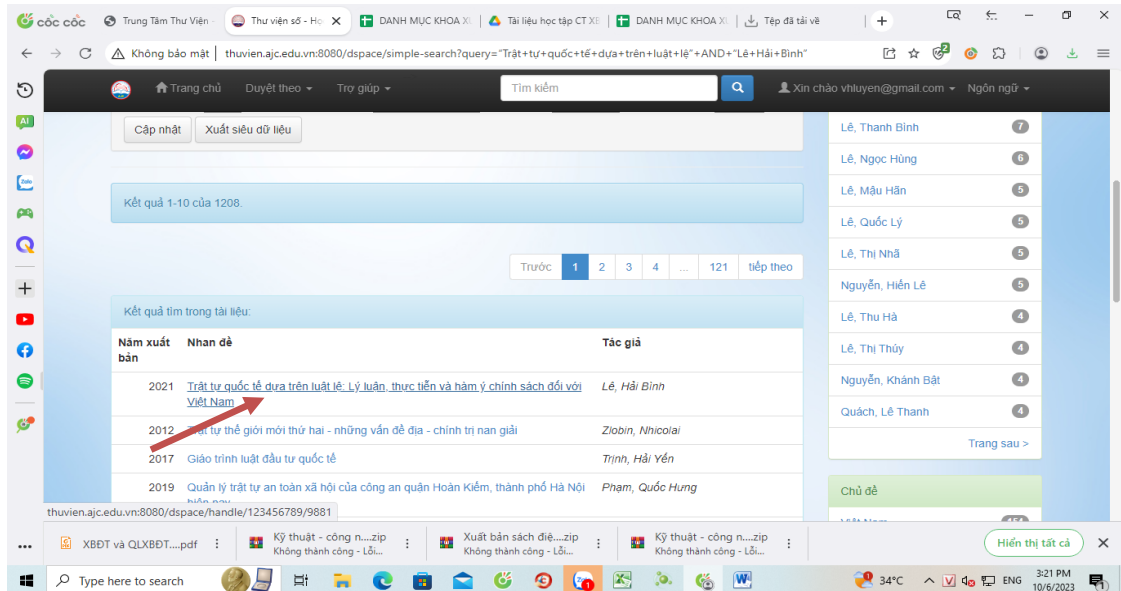 cốc cốc
Trung Tâm Thư Viện -
Thư viện số - Ho
DANH MỤC KHOA XU
Tài liệu học tập CT XB
DANH MỤC KHOA XU
Tệp đã tải về
Không bảo mật
thuvien.ajc.edu.vn:8080/dspace/simple-search?query="Trật+tự+quốc+tế+dựa+trên+luật+lệ"+AND+"Lê+Hải+Bình"
2
Trang chủ
Duyệt theo
Trợ giúp
Tìm kiếm
Xin chào vhluyen@gmail.com
Ngôn ngữ
AI
Zalo
Cập nhật
Xuất siêu dữ liệu
Kết quả 1-10 của 1208.
Trước 1 2 3 4 ... 121 tiếp theo
Kết quả tìm trong tài liệu:
Năm xuất bản
Nhan đề
Tác giả
2021 Trật tự quốc tế dựa trên luật lệ: Lý luận, thực tiễn và hàm ý chính sách đối với Lê, Hải Bình
Việt Nam
2012 Trật tự thế giới mới thứ hai - những vấn đề địa - chính trị nan giải Zlobin, Nhicolai
2017 Giáo trình luật đầu tư quốc tế Trịnh, Hải Yến
2019 Quản lý trật tự an toàn xã hội của công an quận Hoàn Kiếm, thành phố Hà Nội Phạm, Quốc Hưng
hiện nay
Lê, Thanh Bình 7
Lê, Ngọc Hùng 6
Lê, Mậu Hãn 5
Lê, Quốc Lý 5
Lê, Thị Nhã 5
Nguyễn, Hiến Lê 5
Lê, Thu Hà 4
Lê, Thị Thúy 4
Nguyễn, Khánh Bật 4
Quách, Lê Thanh 4
Trang sau >
Chủ đề
Việt Nam 454
thuvien.ajc.edu.vn:8080/dspace/handle/123456789/9881
XBĐT và QLXBĐT....pdf
Kỹ thuật - công n....zip
Không thành công - Lỗi...
Xuất bản sách điệ....zip
Không thành công - Lỗi...
Kỹ thuật - công n....zip
Không thành công - Lỗi...
Hiển thị tất cả
Type here to search
34°C
ENG
3:21 PM
10/6/2023